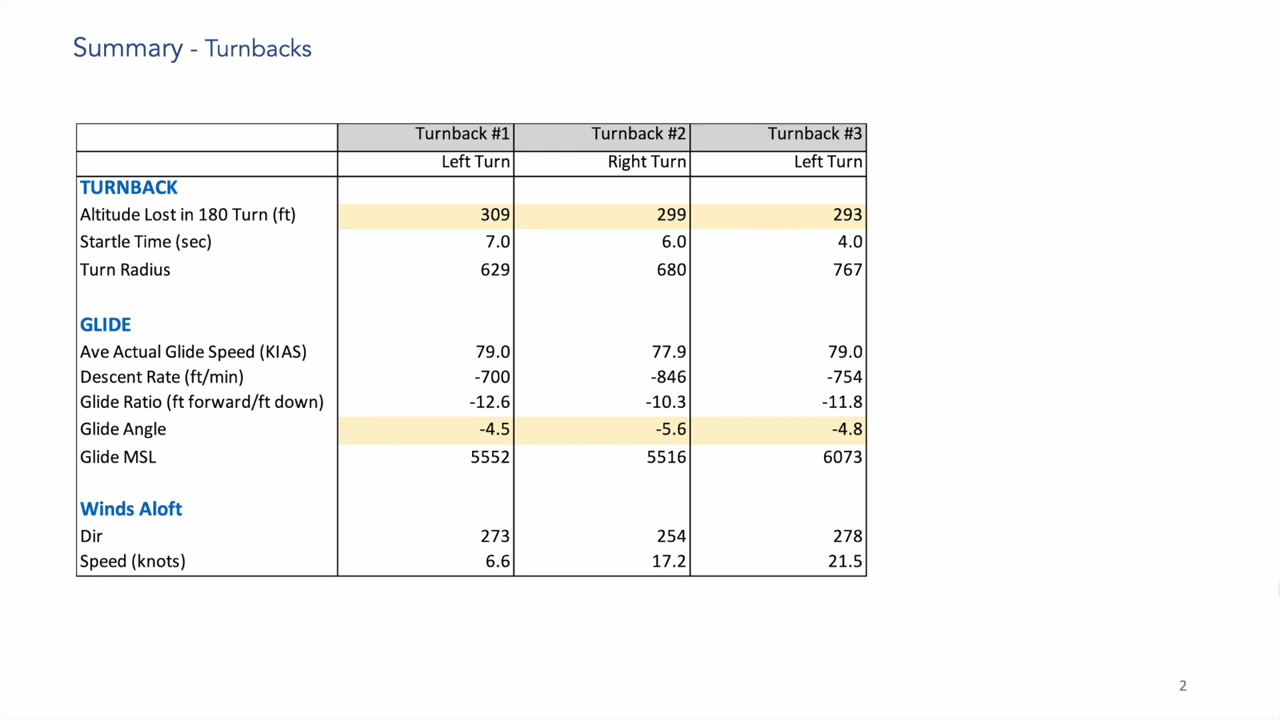 Summary - Turnbacks
Turnback #1 Turnback #2 Turnback #3
Left Turn Right Turn Left Turn
TURNBACK
Altitude Lost in 180 Turn (ft) 309 299 293
Startle Time (sec) 7.0 6.0 4.0
Turn Radius 629 680 767
GLIDE
Ave Actual Glide Speed (KIAS) 79.0 77.9 79.0
Descent Rate (ft/min) -700 -846 -754
Glide Ratio (ft forward/ft down) -12.6 -10.3 -11.8
Glide Angle -4.5 -5.6 -4.8
Glide MSL 5552 5516 6073
Winds Aloft
Dir 273 254 278
Speed (knots) 6.6 17.2 21.5
2